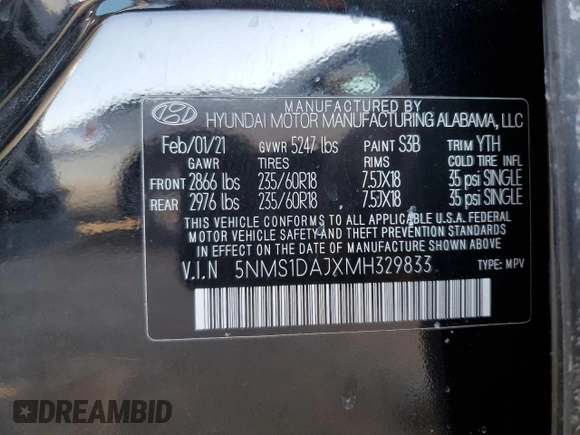 MANUFACTURED BY
HYUNDAI MOTOR MANUFACTURING ALABAMA, LLC
Feb/01/21 GVWR 5247 lbs PAINT S3B TRIM YTH
GAWR TIRES RIMS COLD TIRE INFL
FRONT 2866 lbs 235/60R18 7.5JX18 35 psi SINGLE
REAR 2976 lbs 235/60R18 7.5JX18 35 psi SINGLE
THIS VEHICLE CONFORMS TO ALL APPLICABLE U.S.A. FEDERAL
MOTOR VEHICLE SAFETY AND THEFT PREVENTION STANDARDS
IN EFFECT ON THE DATE OF MANUFACTURE SHOWN ABOVE.
V.I.N 5NMS1DAJXMH329833 TYPE: MPV
DREAMBID